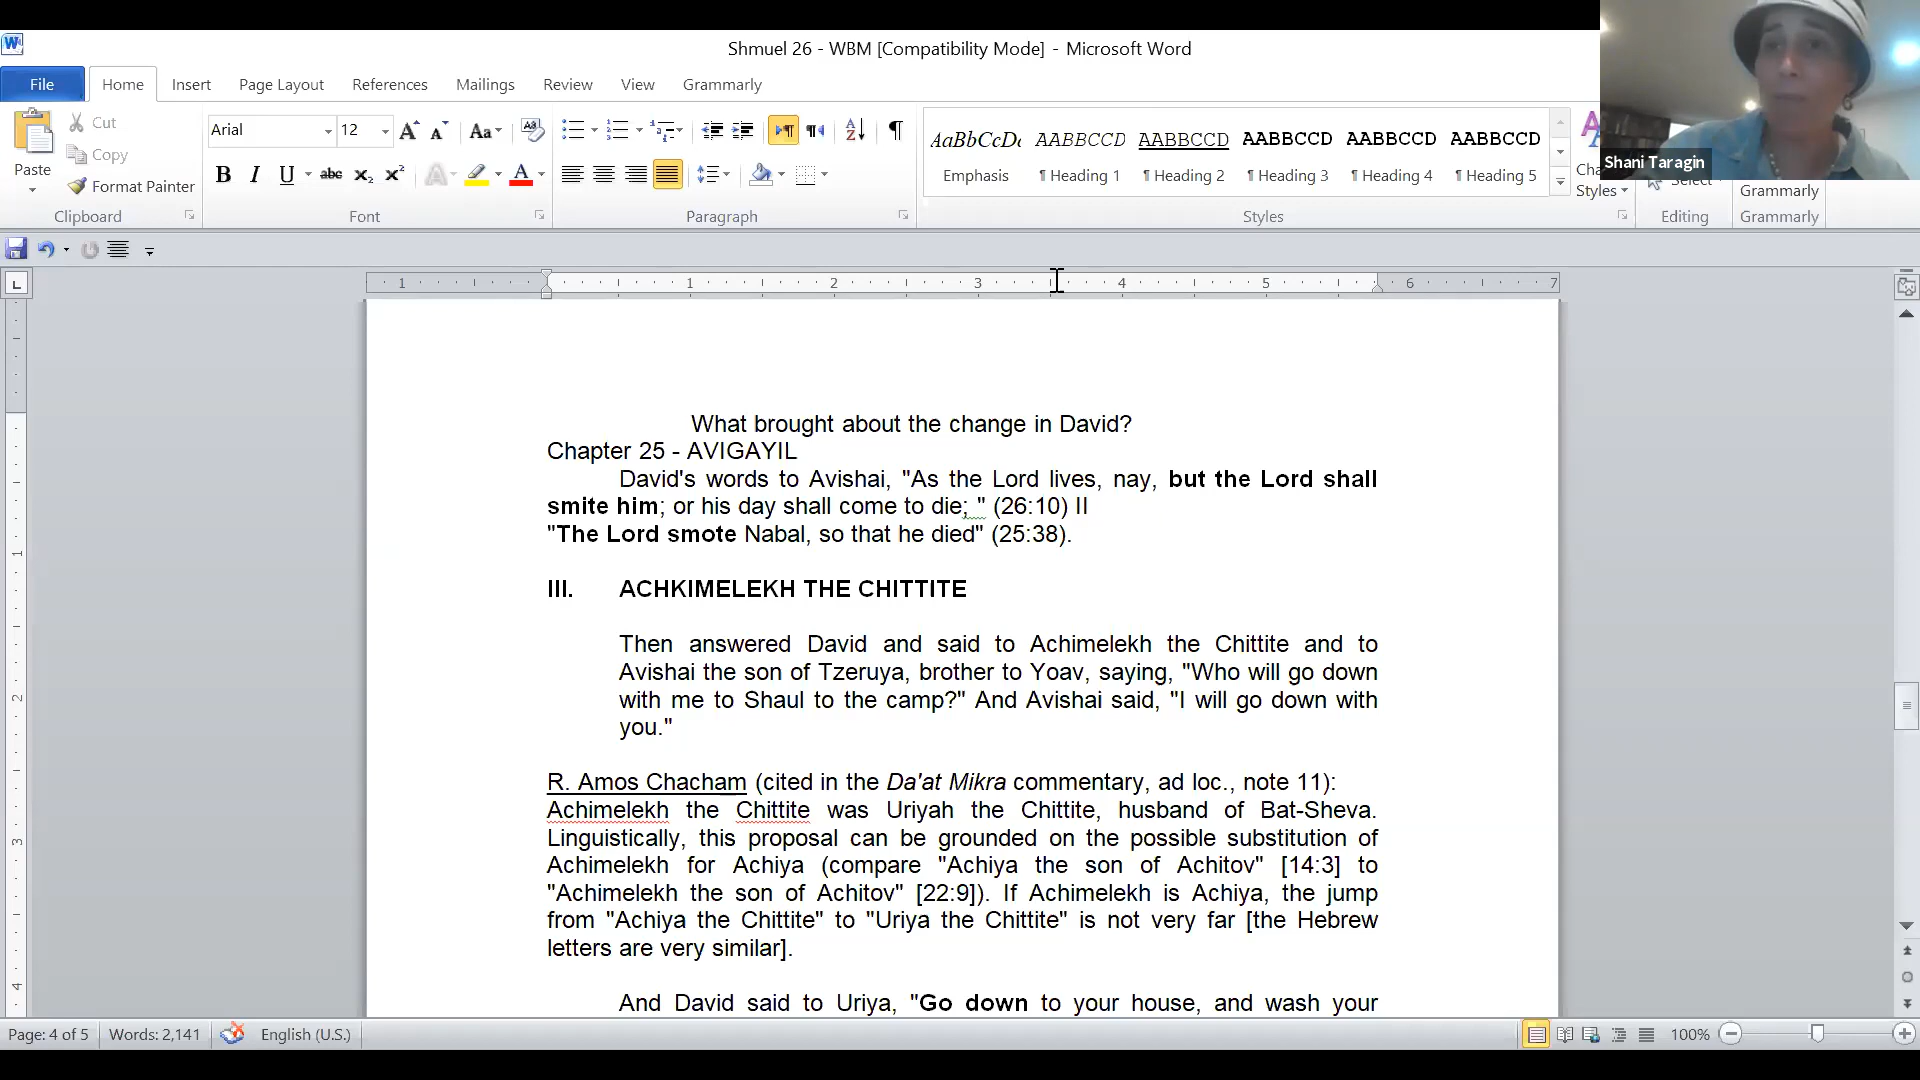 Shmuel 26 - WBM [Compatibility Mode] - Microsoft Word
File Home Insert Page Layout References Mailings Review View Grammarly
Paste
Cut
Copy
Format Painter
Clipboard
Arial 12
Font
Paragraph
AaBbCcDc AABBCCD AABBCCD AABBCCD AABBCCD AABBCCD
Emphasis ¶ Heading 1 ¶ Heading 2 ¶ Heading 3 ¶ Heading 4 ¶ Heading 5
Styles
Styles
Select
Editing
Grammarly
Grammarly
Shani Taragin
1 1 2 3 4 5 6 7
What brought about the change in David?
Chapter 25 - AVIGAYIL
David's words to Avishai, "As the Lord lives, nay, but the Lord shall
smite him; or his day shall come to die; " (26:10) II
"The Lord smote Nabal, so that he died" (25:38).
III. ACHKIMELEKH THE CHITTITE
Then answered David and said to Achimelekh the Chittite and to
Avishai the son of Tzeruya, brother to Yoav, saying, "Who will go down
with me to Shaul to the camp?" And Avishai said, "I will go down with
you."
R. Amos Chacham (cited in the Da'at Mikra commentary, ad loc., note 11):
Achimelekh the Chittite was Uriyah the Chittite, husband of Bat-Sheva.
Linguistically, this proposal can be grounded on the possible substitution of
Achimelekh for Achiya (compare "Achiya the son of Achitov" [14:3] to
"Achimelekh the son of Achitov" [22:9]). If Achimelekh is Achiya, the jump
from "Achiya the Chittite" to "Uriya the Chittite" is not very far [the Hebrew
letters are very similar].
And David said to Uriya, "Go down to your house, and wash your
Page: 4 of 5 Words: 2,141 English (U.S.) 100%